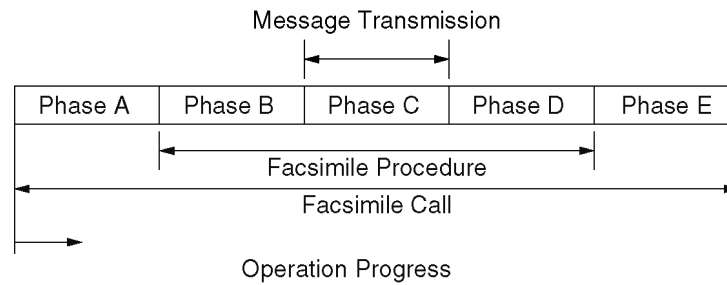 Message Transmission
Phase A Phase B Phase C Phase D Phase E
Facsimile Procedure
Facsimile Call
Operation Progress